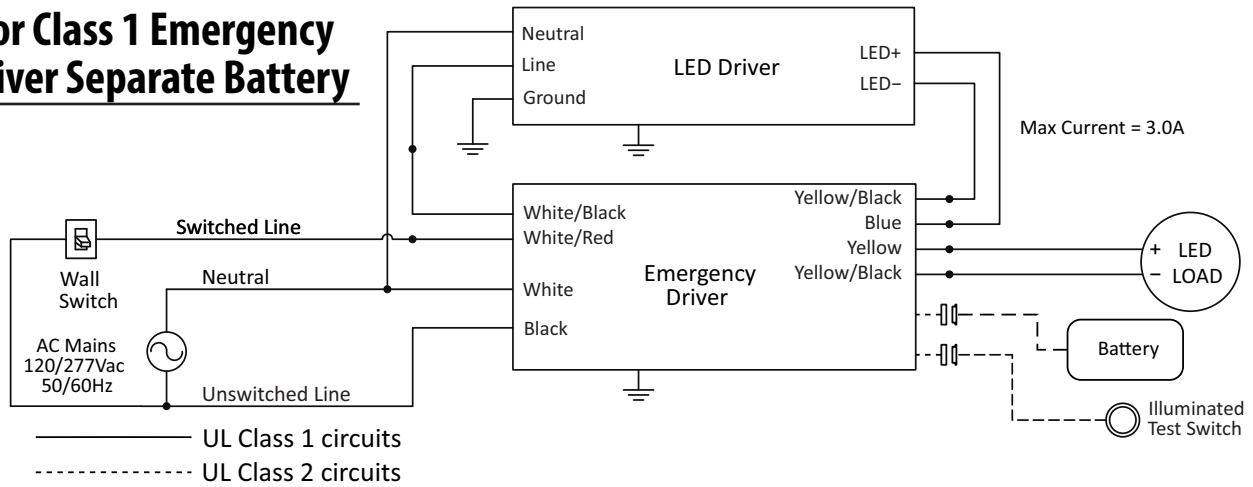 or Class 1 Emergency
iver Separate Battery
Neutral
Line
Ground
LED Driver
LED+
LED−
Max Current = 3.0A
White/Black
White/Red
White
Black
Emergency
Driver
Yellow/Black
Blue
Yellow
Yellow/Black
+ LED
− LOAD
Switched Line
Wall
Switch
Neutral
AC Mains
120/277Vac
50/60Hz
Unswitched Line
Battery
Illuminated
Test Switch
UL Class 1 circuits
UL Class 2 circuits